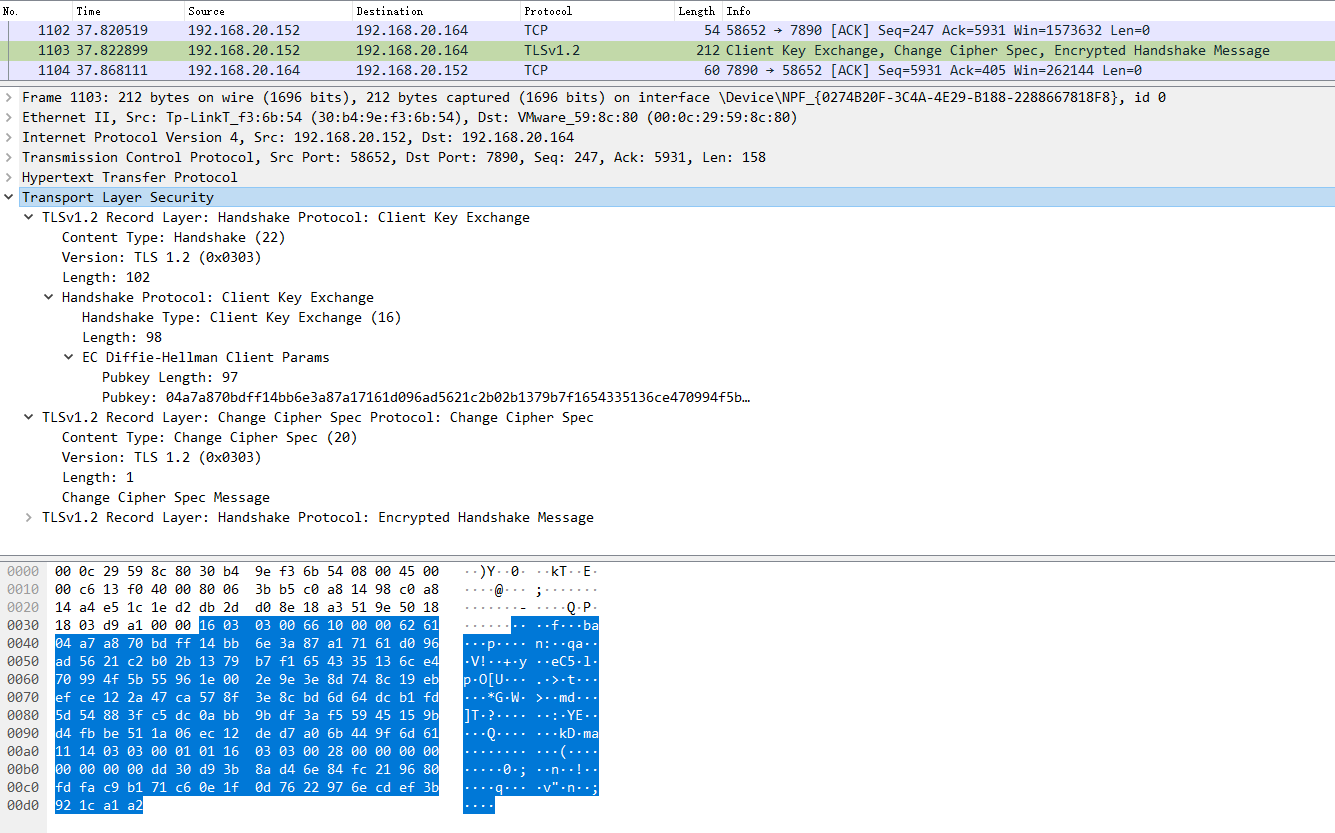 No. Time Source Destination Protocol Length Info
1102 37.820519 192.168.20.152 192.168.20.164 TCP 54 58652 → 7890 [ACK] Seq=247 Ack=5931 Win=1573632 Len=0
1103 37.822899 192.168.20.152 192.168.20.164 TLSv1.2 212 Client Key Exchange, Change Cipher Spec, Encrypted Handshake Message
1104 37.868111 192.168.20.164 192.168.20.152 TCP 60 7890 → 58652 [ACK] Seq=5931 Ack=405 Win=262144 Len=0
Frame 1103: 212 bytes on wire (1696 bits), 212 bytes captured (1696 bits) on interface \Device\NPF_{0274B20F-3C4A-4E29-B188-2288667818F8}, id 0
Ethernet II, Src: Tp-LinkT_f3:6b:54 (30:b4:9e:f3:6b:54), Dst: VMware_59:8c:80 (00:0c:29:59:8c:80)
Internet Protocol Version 4, Src: 192.168.20.152, Dst: 192.168.20.164
Transmission Control Protocol, Src Port: 58652, Dst Port: 7890, Seq: 247, Ack: 5931, Len: 158
Hypertext Transfer Protocol
Transport Layer Security
TLSv1.2 Record Layer: Handshake Protocol: Client Key Exchange
Content Type: Handshake (22)
Version: TLS 1.2 (0x0303)
Length: 102
Handshake Protocol: Client Key Exchange
Handshake Type: Client Key Exchange (16)
Length: 98
EC Diffie-Hellman Client Params
Pubkey Length: 97
Pubkey: 04a7a870bdff14bb6e3a87a17161d096ad5621c2b02b1379b7f1654335136ce470994f5b…
TLSv1.2 Record Layer: Change Cipher Spec Protocol: Change Cipher Spec
Content Type: Change Cipher Spec (20)
Version: TLS 1.2 (0x0303)
Length: 1
Change Cipher Spec Message
TLSv1.2 Record Layer: Handshake Protocol: Encrypted Handshake Message
0000 00 0c 29 59 8c 80 30 b4 9e f3 6b 54 08 00 45 00 ··)Y··0· ··kT··E·
0010 00 c6 13 f0 40 00 80 06 3b b5 c0 a8 14 98 c0 a8 ····@··· ;·······
0020 14 a4 e5 1c 1e d2 db 2d d0 8e 18 a3 51 9e 50 18 ·······- ····Q·P·
0030 18 03 d9 a1 00 00 16 03 03 00 66 10 00 00 62 61 ········ ··f···ba
0040 04 a7 a8 70 bd ff 14 bb 6e 3a 87 a1 71 61 d0 96 ···p···· n:··qa··
0050 ad 56 21 c2 b0 2b 13 79 b7 f1 65 43 35 13 6c e4 ·V!··+·y ··eC5·l·
0060 70 99 4f 5b 55 96 1e 00 2e 9e 3e 8d 74 8c 19 eb p·O[U··· .·>·t···
0070 ef ce 12 2a 47 ca 57 8f 3e 8c bd 6d 64 dc b1 fd ···*G·W· >··md···
0080 5d 54 88 3f c5 dc 0a bb 9b df 3a f5 59 45 15 9b ]T·?···· ··:·YE··
0090 d4 fb be 51 1a 06 ec 12 de d7 a0 6b 44 9f 6d 61 ···Q···· ···kD·ma
00a0 11 14 03 03 00 01 01 16 03 03 00 28 00 00 00 00 ········ ···(····
00b0 00 00 00 00 dd 30 d9 3b 8a d4 6e 84 fc 21 96 80 ·····0·; ··n··!··
00c0 fd fa c9 b1 71 c6 0e 1f 0d 76 22 97 6e cd ef 3b ····q··· ·v"·n··;
00d0 92 1c a1 a2 ····